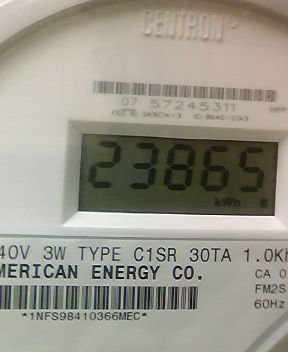 CENTRON
07 57245311
23865
kWh
40V 3W TYPE C1SR 30TA 1.0Kh
MERICAN ENERGY CO.
CA 0
FM2S
60Hz
*1NFS98410366MEC*